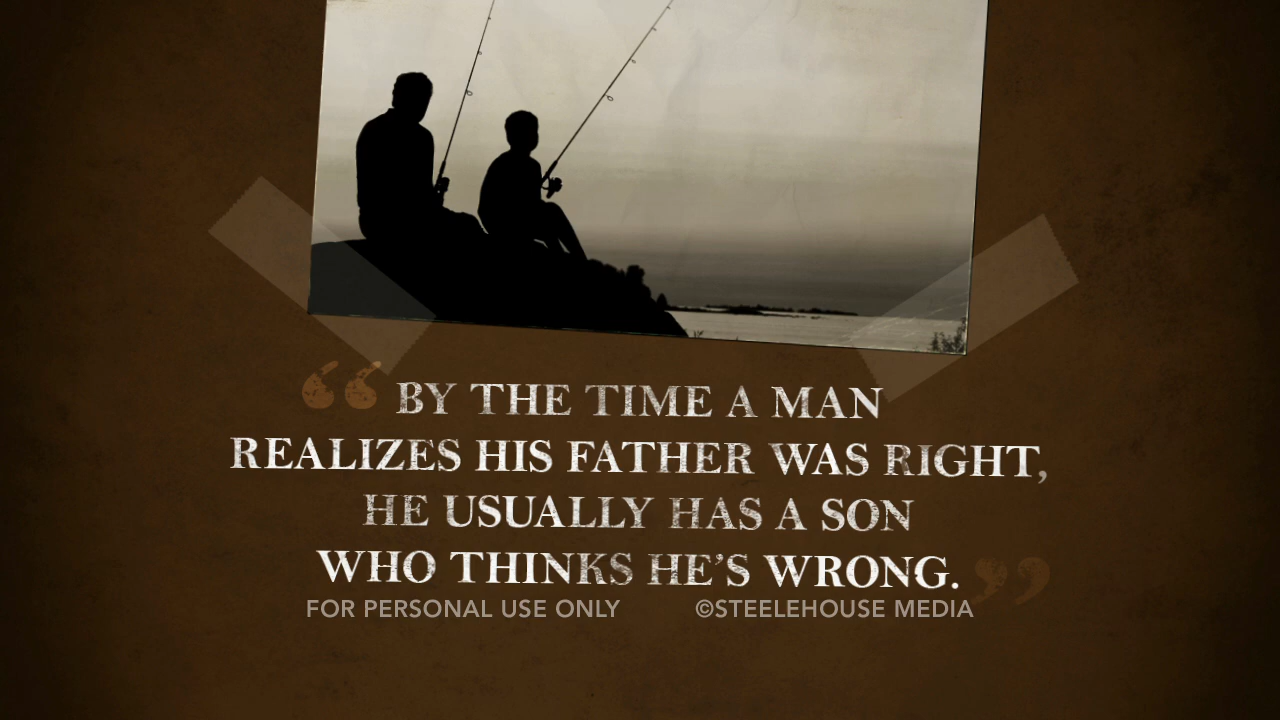 “BY THE TIME A MAN
REALIZES HIS FATHER WAS RIGHT,
HE USUALLY HAS A SON
WHO THINKS HE’S WRONG.”
FOR PERSONAL USE ONLY ©STEELEHOUSE MEDIA